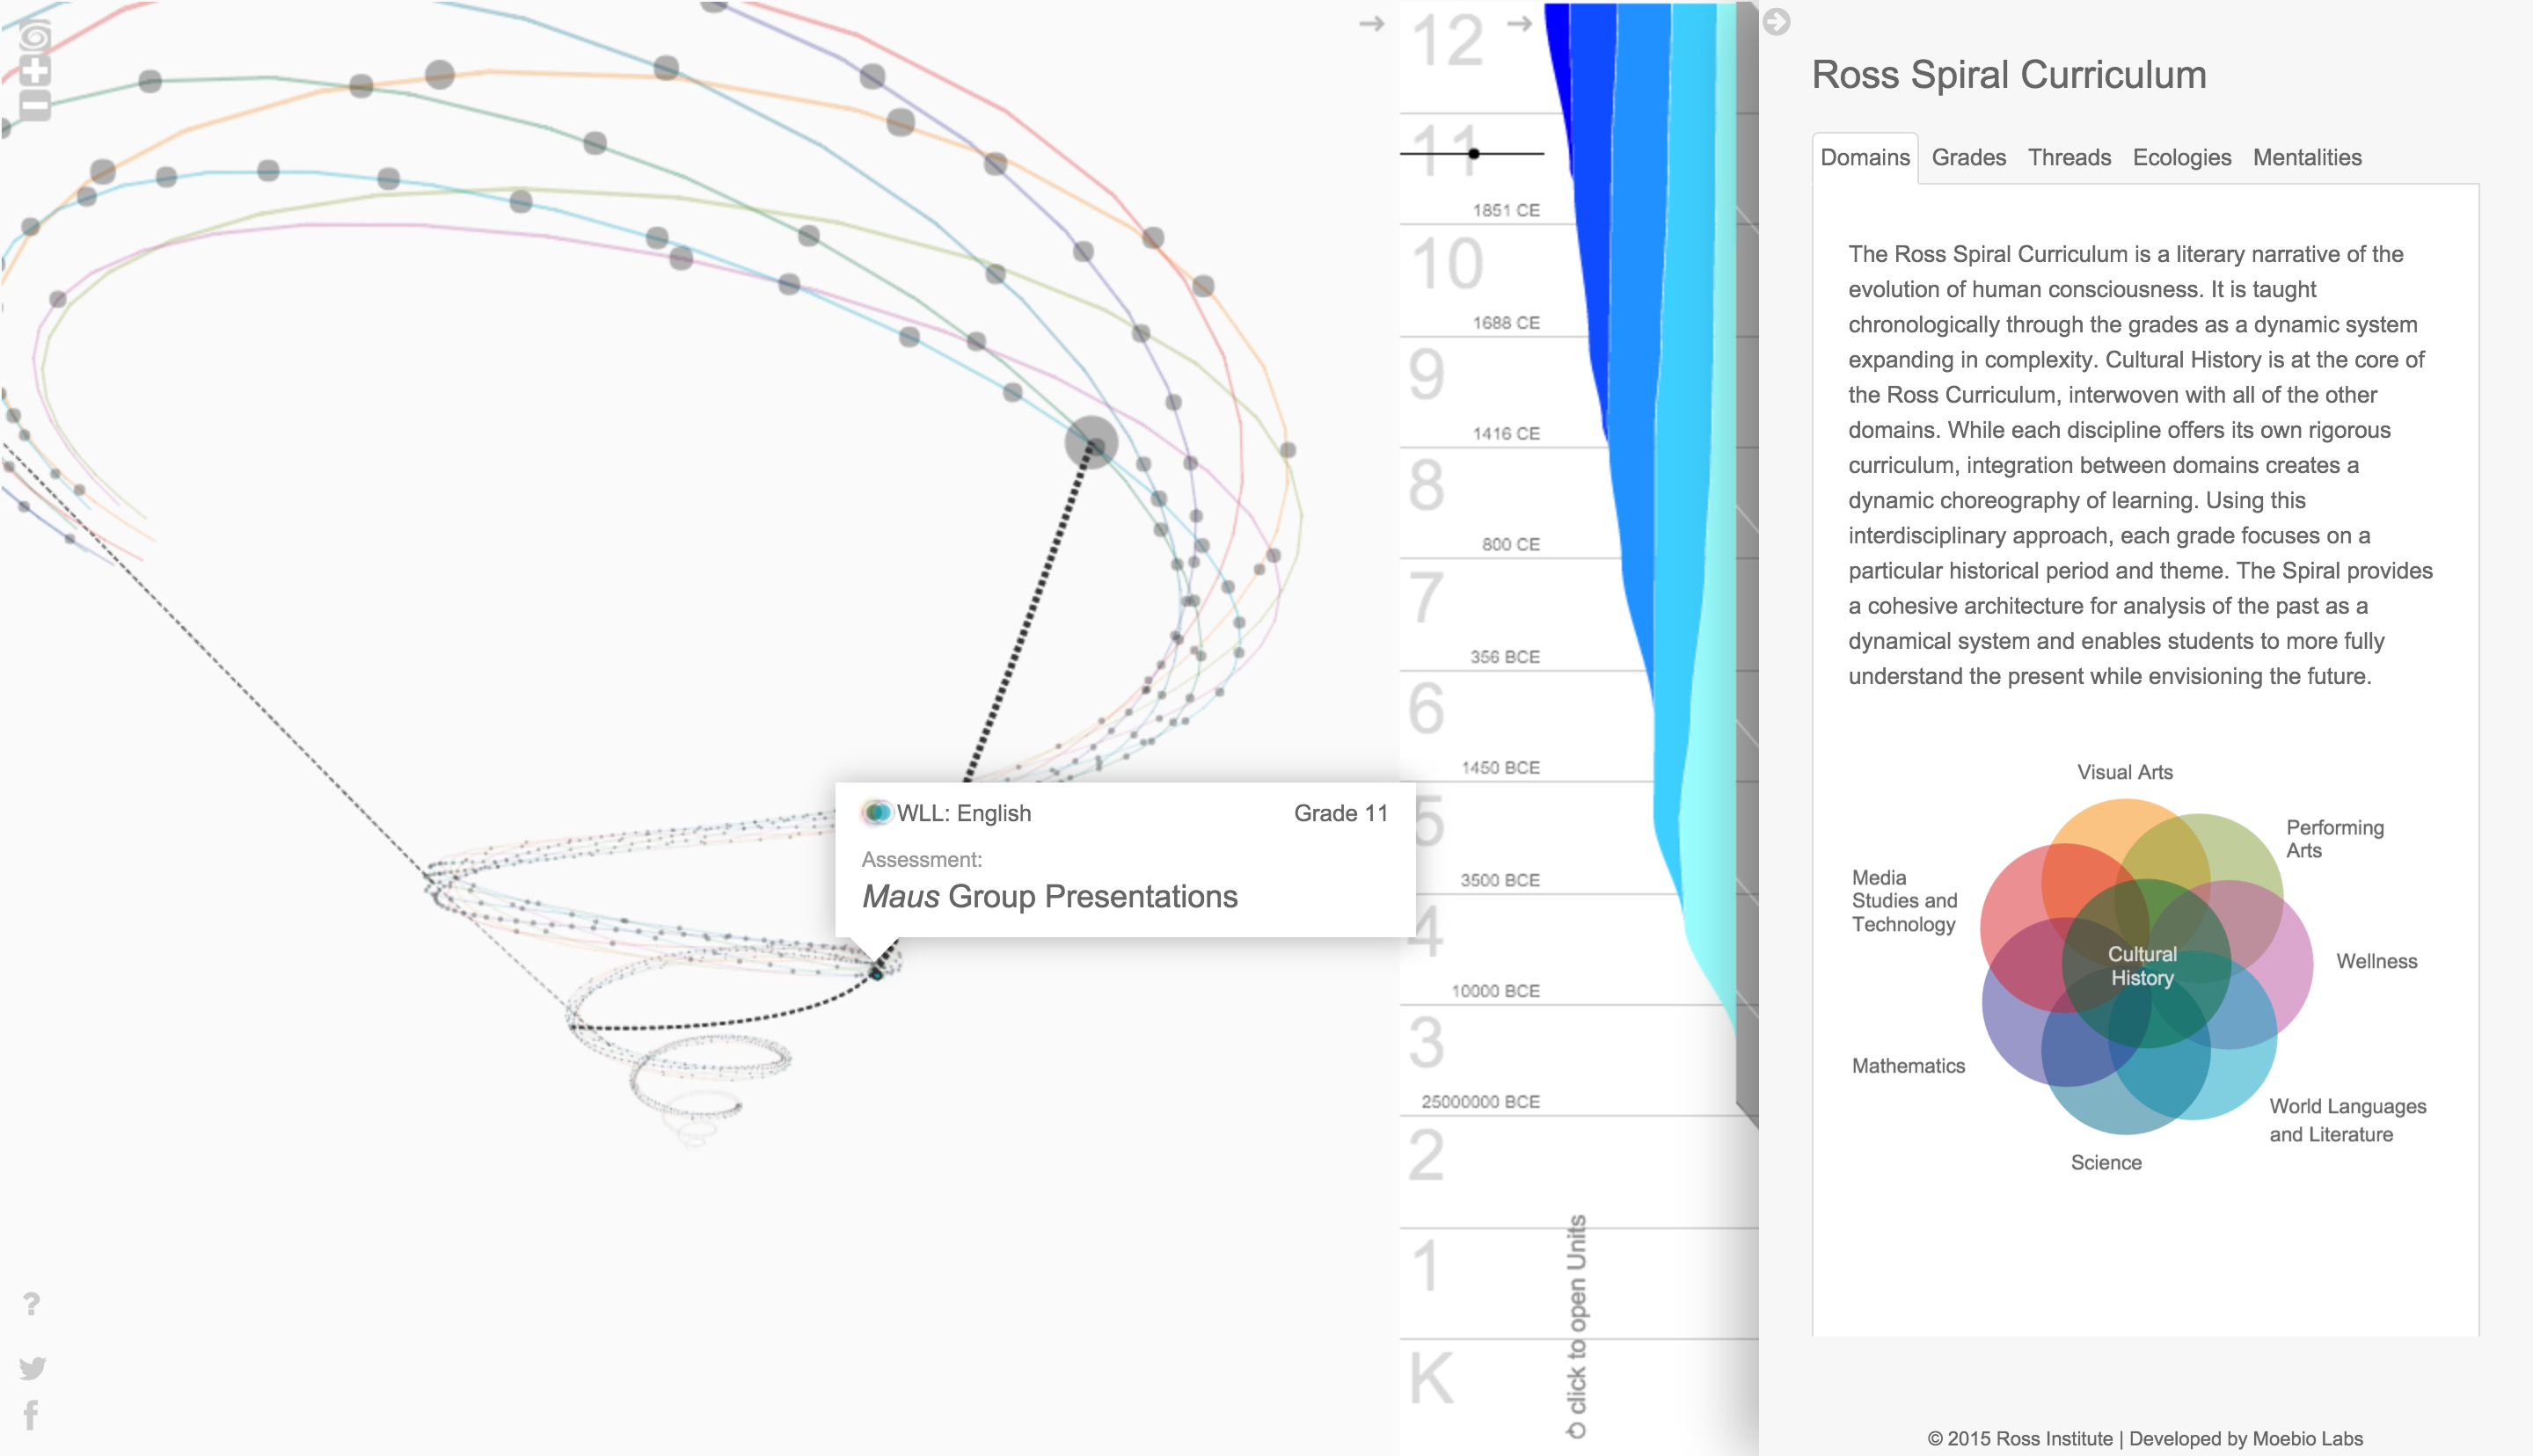 12
11
1851 CE
10
1688 CE
9
1416 CE
8
800 CE
7
356 BCE
6
1450 BCE
5
3500 BCE
4
10000 BCE
3
25000000 BCE
2
1
K
click to open Units
WLL: English
Grade 11
Assessment:
Maus Group Presentations
?
f
Ross Spiral Curriculum
Domains Grades Threads Ecologies Mentalities
The Ross Spiral Curriculum is a literary narrative of the
evolution of human consciousness. It is taught
chronologically through the grades as a dynamic system
expanding in complexity. Cultural History is at the core of
the Ross Curriculum, interwoven with all of the other
domains. While each discipline offers its own rigorous
curriculum, integration between domains creates a
dynamic choreography of learning. Using this
interdisciplinary approach, each grade focuses on a
particular historical period and theme. The Spiral provides
a cohesive architecture for analysis of the past as a
dynamical system and enables students to more fully
understand the present while envisioning the future.
Visual Arts
Performing
Arts
Media
Studies and
Technology
Cultural
History
Wellness
Mathematics
World Languages
and Literature
Science
© 2015 Ross Institute | Developed by Moebio Labs